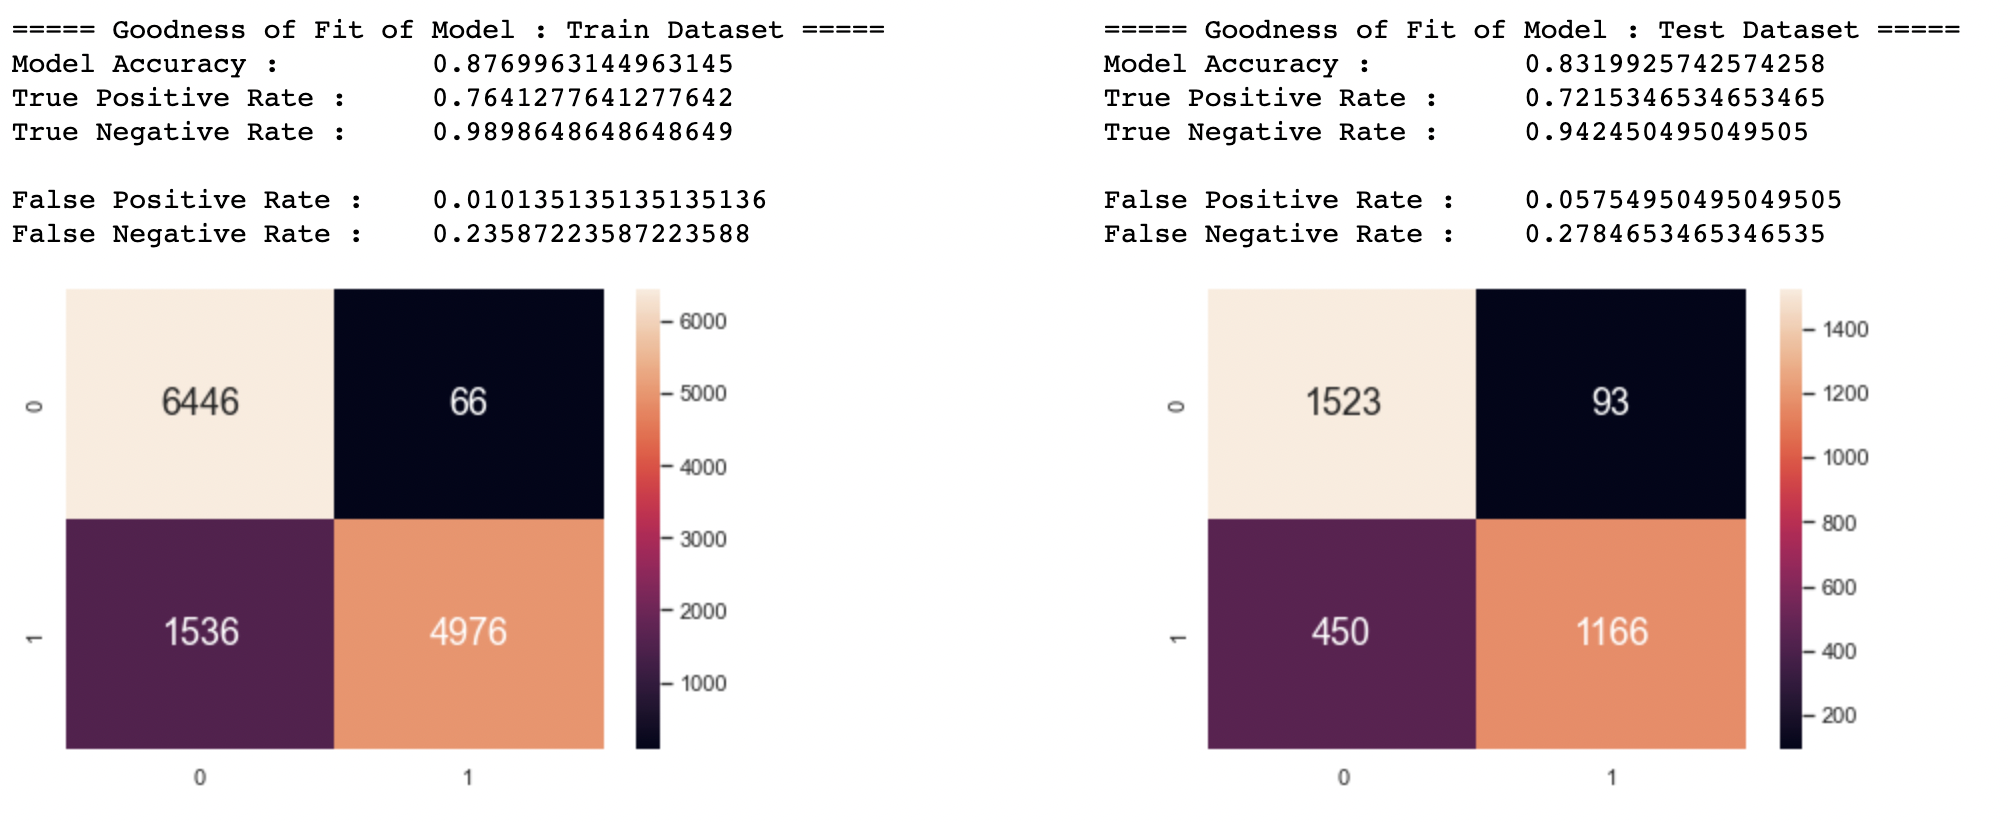 ===== Goodness of Fit of Model : Train Dataset =====
Model Accuracy : 0.8769963144963145
True Positive Rate : 0.7641277641277642
True Negative Rate : 0.9898648648648649
False Positive Rate : 0.010135135135135136
False Negative Rate : 0.23587223587223588
6000
5000
4000
3000
2000
1000
0
6446
66
1
1536
4976
0
1
===== Goodness of Fit of Model : Test Dataset =====
Model Accuracy : 0.8319925742574258
True Positive Rate : 0.7215346534653465
True Negative Rate : 0.942450495049505
False Positive Rate : 0.05754950495049505
False Negative Rate : 0.2784653465346535
1400
1200
1000
800
600
400
200
0
1523
93
1
450
1166
0
1